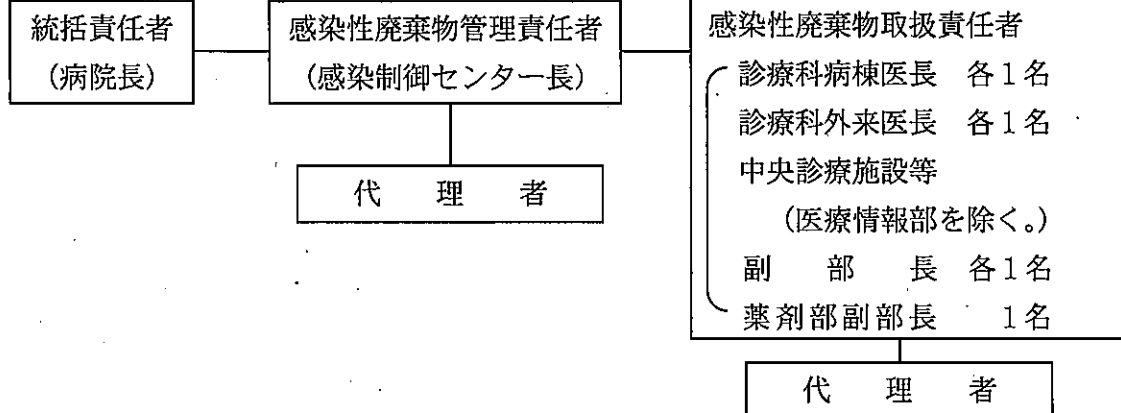 統括責任者
(病院長)
感染性廃棄物管理責任者
(感染制御センター長)
代　理　者
感染性廃棄物取扱責任者
診療科病棟医長　各1名
診療科外来医長　各1名
中央診療施設等
(医療情報部を除く。)
副　部　長　各1名
薬剤部副部長　1名
代　理　者